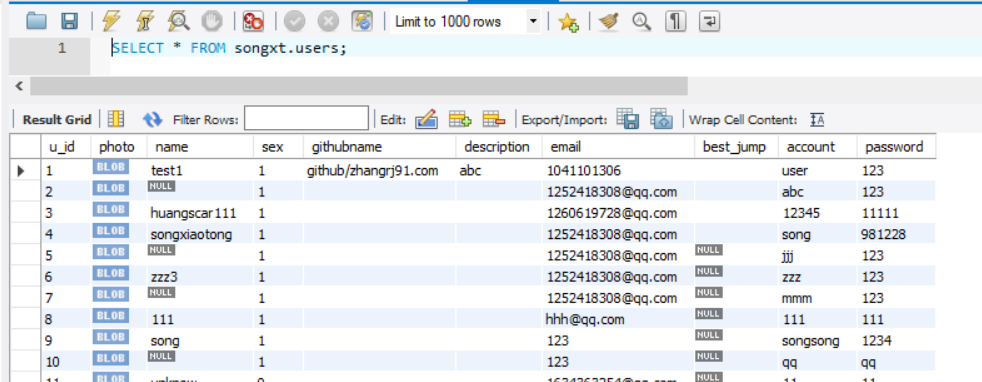 Limit to 1000 rows
1 SELECT * FROM songxt.users;
Result Grid Filter Rows: Edit: Export/Import: Wrap Cell Content:
u_id photo name sex githubname description email best_jump account password
1 BLOB test1 1 github/zhangrj91.com abc 1041101306 user 123
2 BLOB NULL 1 1252418308@qq.com abc 123
3 BLOB huangscar111 1 1260619728@qq.com 12345 11111
4 BLOB songxiaotong 1 1252418308@qq.com song 981228
5 BLOB NULL 1 1252418308@qq.com NULL jjj 123
6 BLOB zzz3 1 1252418308@qq.com NULL zzz 123
7 BLOB NULL 1 1252418308@qq.com NULL mmm 123
8 BLOB 111 1 hhh@qq.com NULL 111 111
9 BLOB song 1 123 NULL songsong 1234
10 BLOB NULL 1 123 NULL qq qq
11 BLOB NULL 11 11